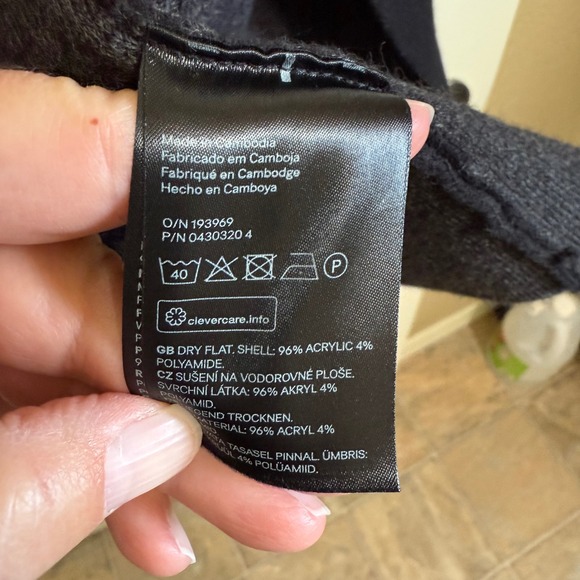 Made in Cambodia
Fabricado em Camboja
Fabriqué en Cambodge
Hecho en Camboya
O/N 193969
P/N 0430320 4
40
P
clevercare.info
GB DRY FLAT. SHELL: 96% ACRYLIC 4%
POLYAMIDE.
CZ SUŠENÍ NA VODOROVNÉ PLOŠE.
SVRCHNÍ LÁTKA: 96% AKRYL 4%
POLYAMID.
TROCKNEN.
96% ACRYL 4%
TASASEL PINNAL. ÜMBRIS:
4% POLÜAMIID.